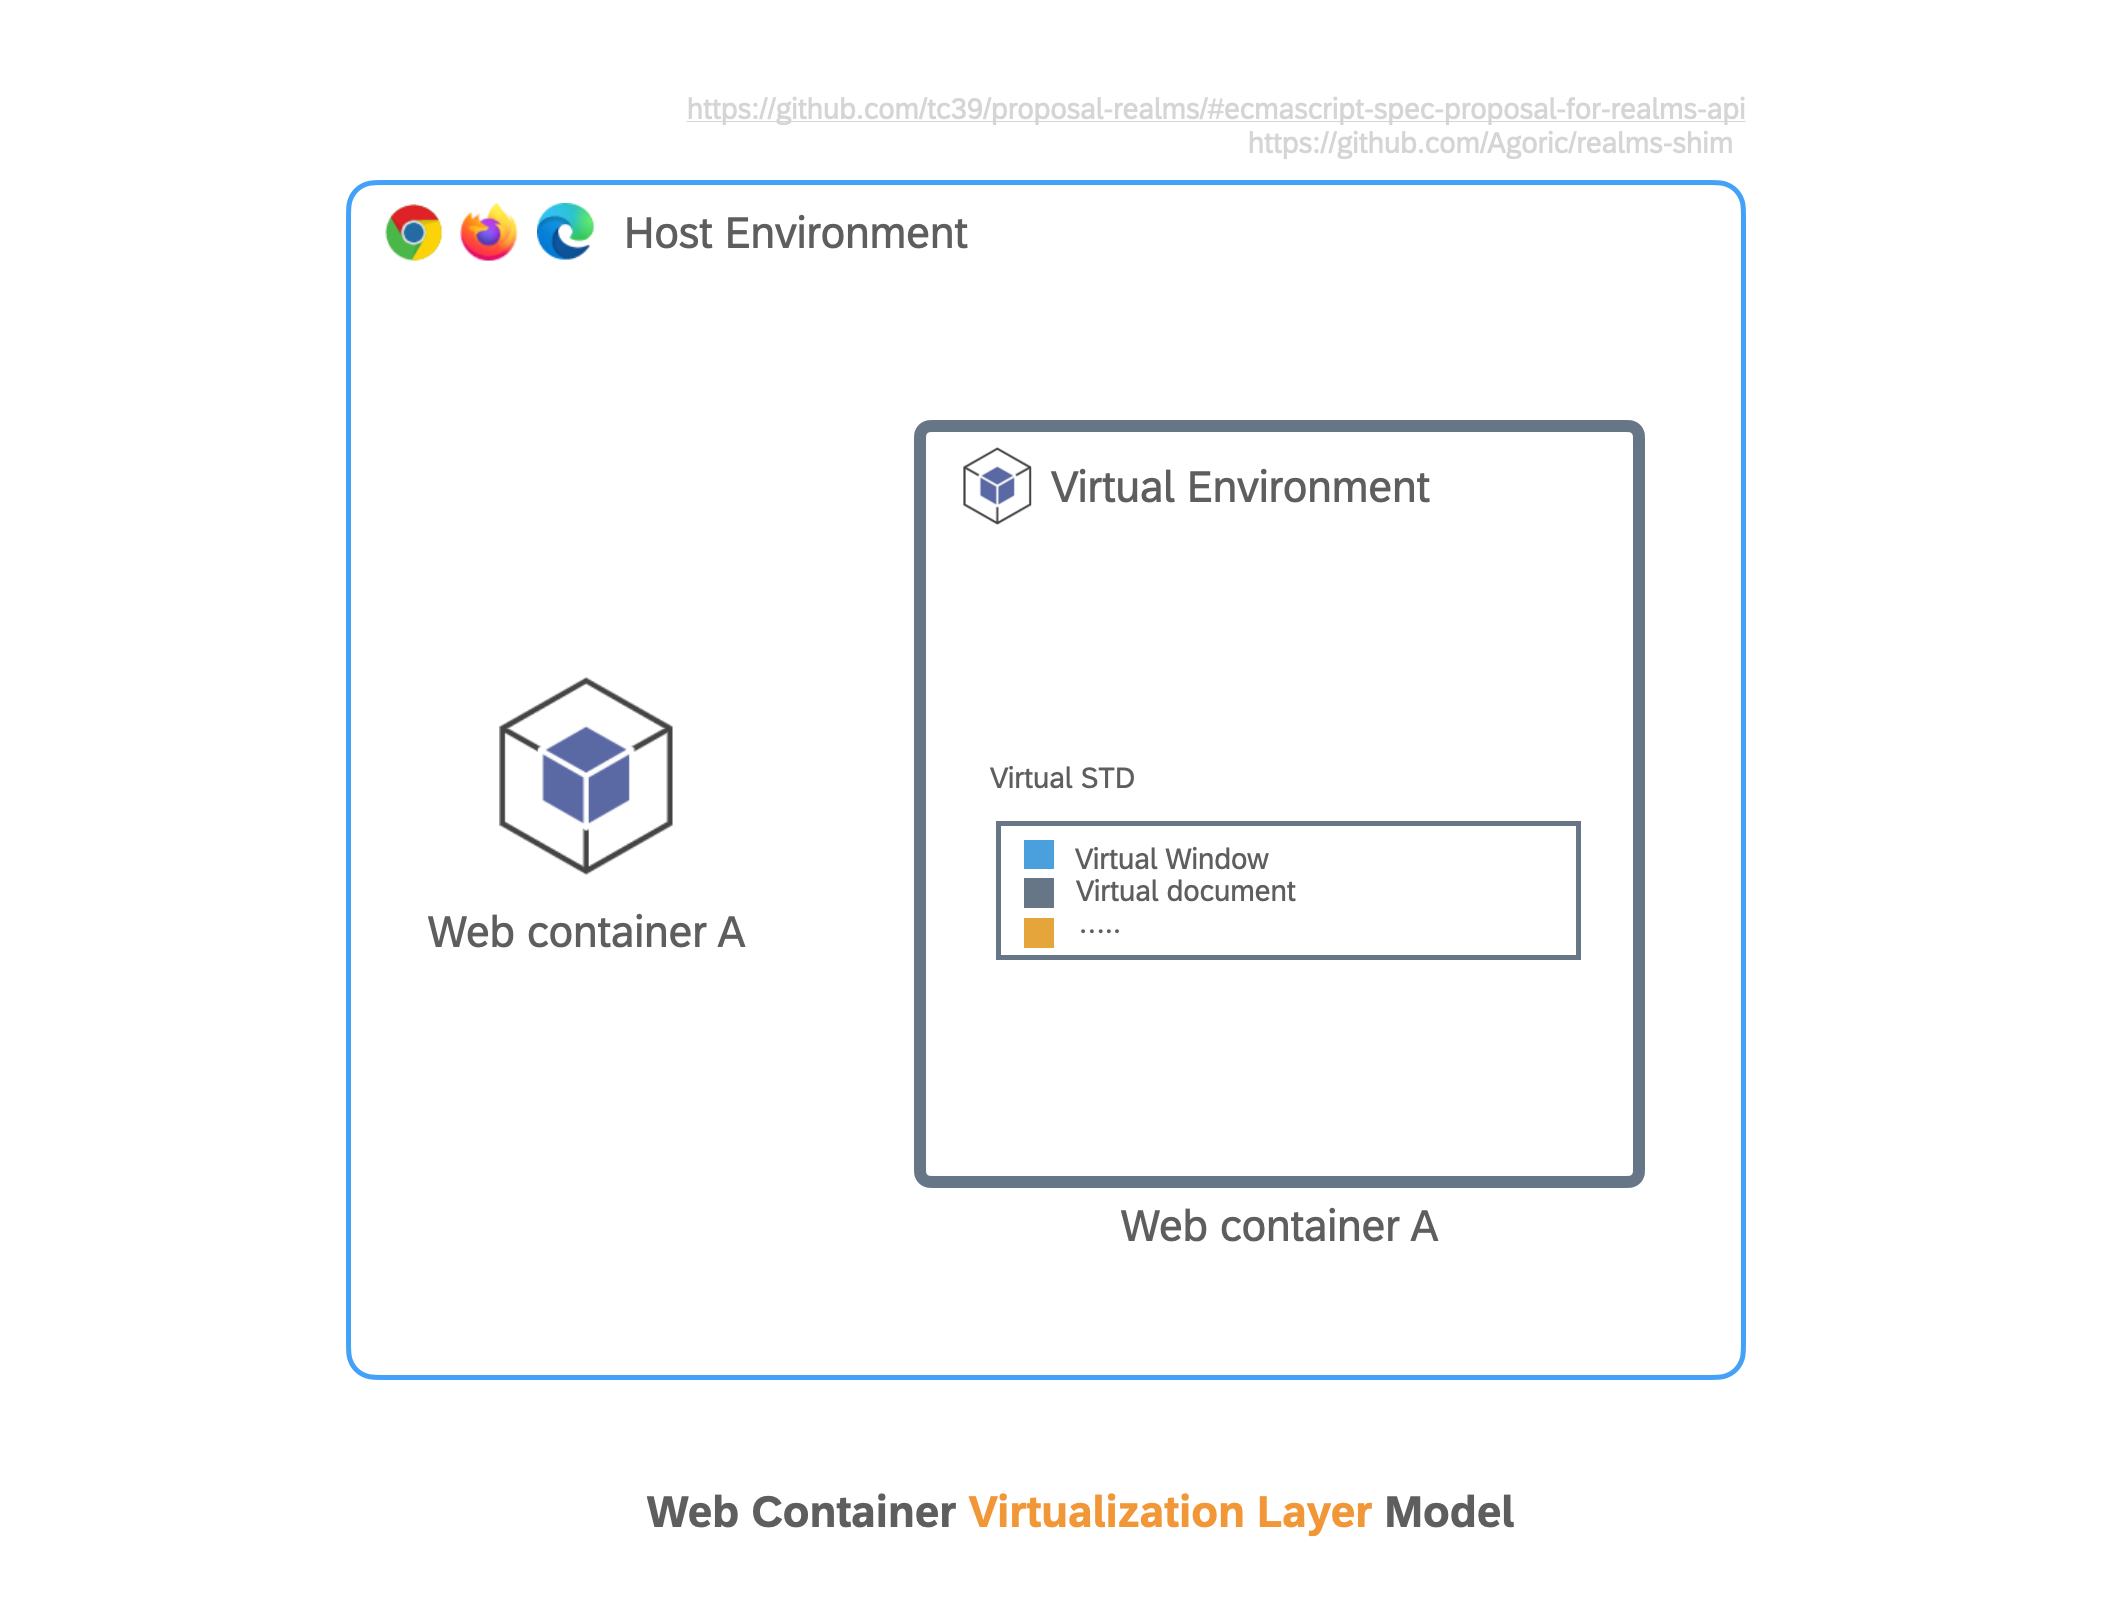 https://github.com/tc39/proposal-realms/#ecmascript-spec-proposal-for-realms-api
https://github.com/Agoric/realms-shim
Host Environment
Virtual Environment
Virtual STD
Virtual Window
Virtual document
.....
Web container A
Web container A
Web Container Virtualization Layer Model